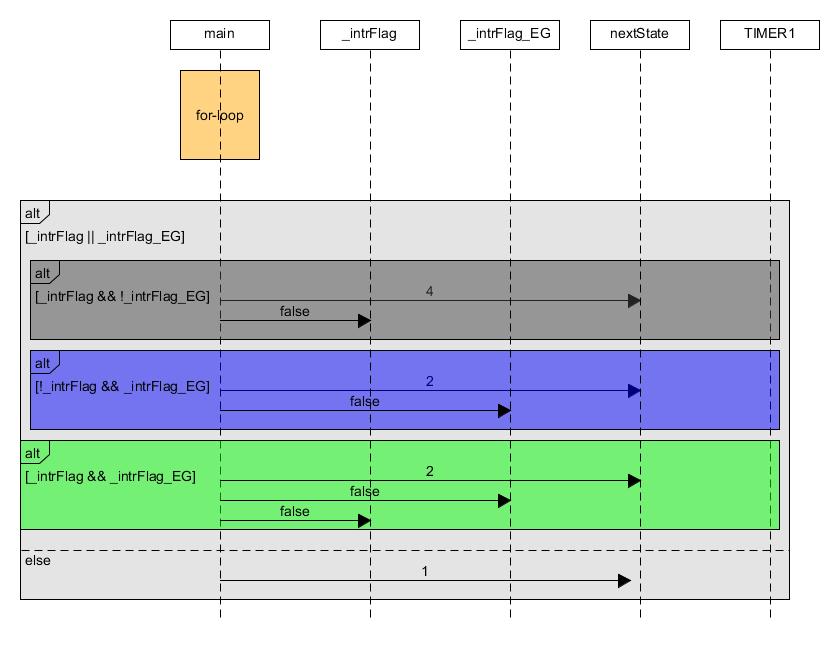 main
_intrFlag
_intrFlag_EG
nextState
TIMER1
for-loop
alt
[_intrFlag || _intrFlag_EG]
alt
[_intrFlag && !_intrFlag_EG]
4
false
alt
[!_intrFlag && _intrFlag_EG]
2
false
alt
[_intrFlag && _intrFlag_EG]
2
false
false
else
1